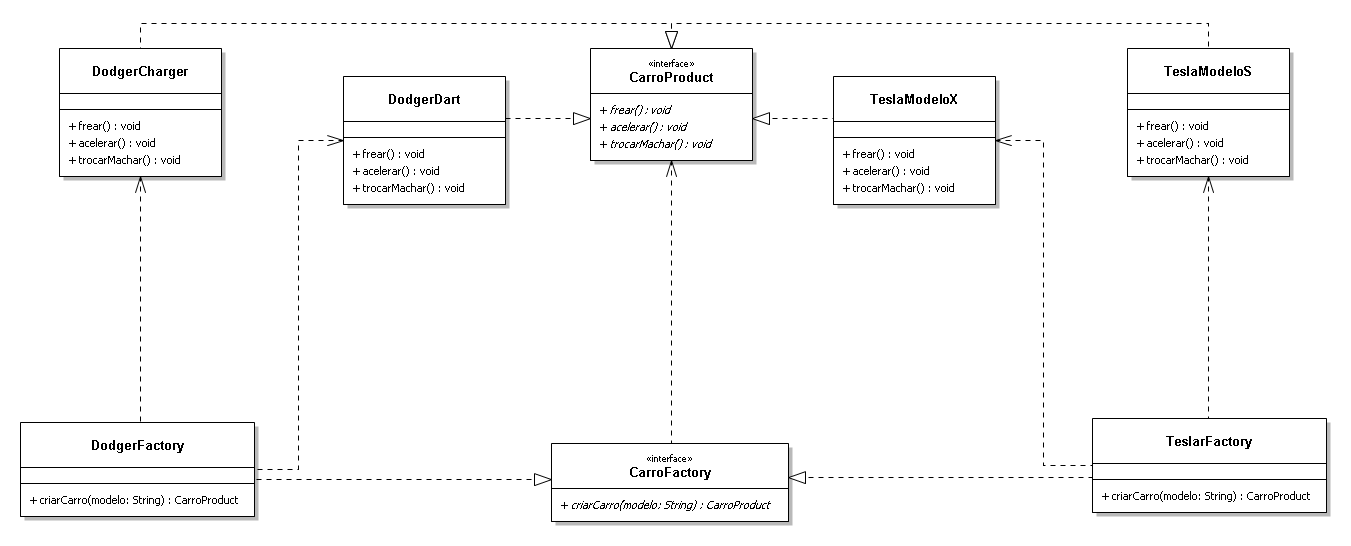 DodgerCharger
+ frear() : void
+ acelerar() : void
+ trocarMachar() : void
DodgerDart
+ frear() : void
+ acelerar() : void
+ trocarMachar() : void
«interface»
CarroProduct
+ frear() : void
+ acelerar() : void
+ trocarMachar() : void
TeslaModeloX
+ frear() : void
+ acelerar() : void
+ trocarMachar() : void
TeslaModeloS
+ frear() : void
+ acelerar() : void
+ trocarMachar() : void
DodgerFactory
+ criarCarro(modelo: String) : CarroProduct
«interface»
CarroFactory
+ criarCarro(modelo: String) : CarroProduct
TeslarFactory
+ criarCarro(modelo: String) : CarroProduct